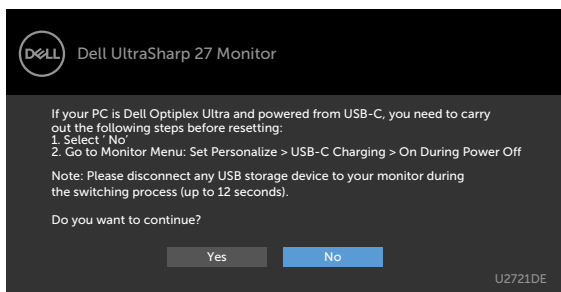 DELL
Dell UltraSharp 27 Monitor
If your PC is Dell Optiplex Ultra and powered from USB-C, you need to carry
out the following steps before resetting:
1. Select ‘ No’
2. Go to Monitor Menu: Set Personalize > USB-C Charging > On During Power Off
Note: Please disconnect any USB storage device to your monitor during
the switching process (up to 12 seconds).
Do you want to continue?
Yes No
U2721DE